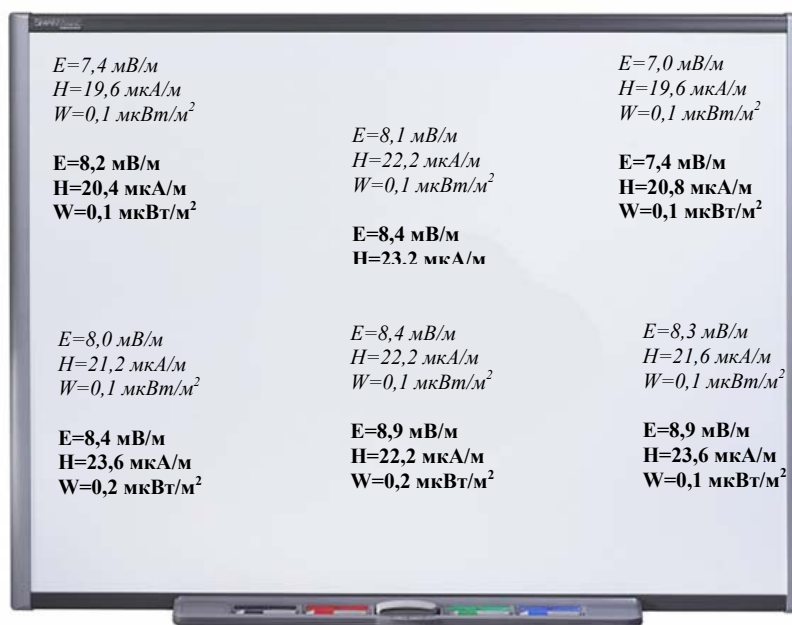 E=7,4 мВ/м
H=19,6 мкА/м
W=0,1 мкВт/м²
E=8,2 мВ/м
H=20,4 мкА/м
W=0,1 мкВт/м²
E=8,1 мВ/м
H=22,2 мкА/м
W=0,1 мкВт/м²
E=8,4 мВ/м
H=23,2 мкА/м
E=7,0 мВ/м
H=19,6 мкА/м
W=0,1 мкВт/м²
E=7,4 мВ/м
H=20,8 мкА/м
W=0,1 мкВт/м²
E=8,0 мВ/м
H=21,2 мкА/м
W=0,1 мкВт/м²
E=8,4 мВ/м
H=23,6 мкА/м
W=0,2 мкВт/м²
E=8,4 мВ/м
H=22,2 мкА/м
W=0,1 мкВт/м²
E=8,9 мВ/м
H=22,2 мкА/м
W=0,2 мкВт/м²
E=8,3 мВ/м
H=21,6 мкА/м
W=0,1 мкВт/м²
E=8,9 мВ/м
H=23,6 мкА/м
W=0,1 мкВт/м²